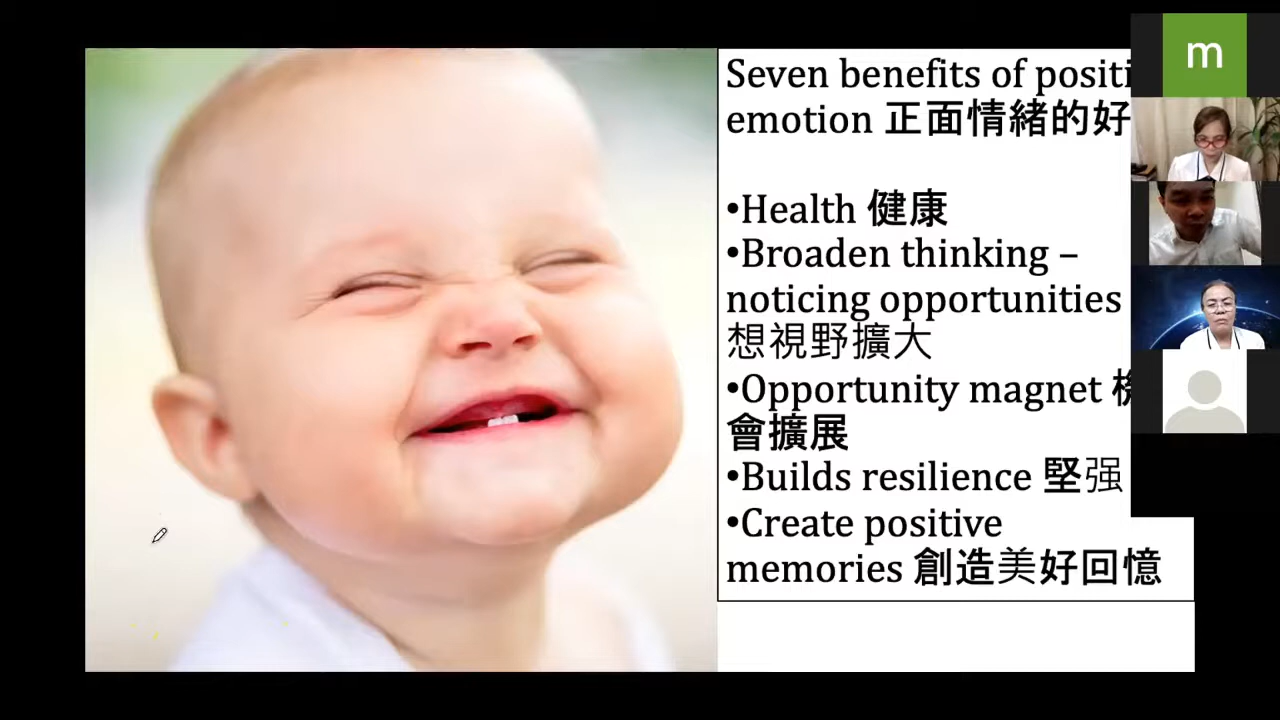 Seven benefits of positi
emotion 正面情緒的好
•Health 健康
•Broaden thinking –
noticing opportunities
想視野擴大
•Opportunity magnet
會擴展
•Builds resilience 堅强
•Create positive
memories 創造美好回憶
m